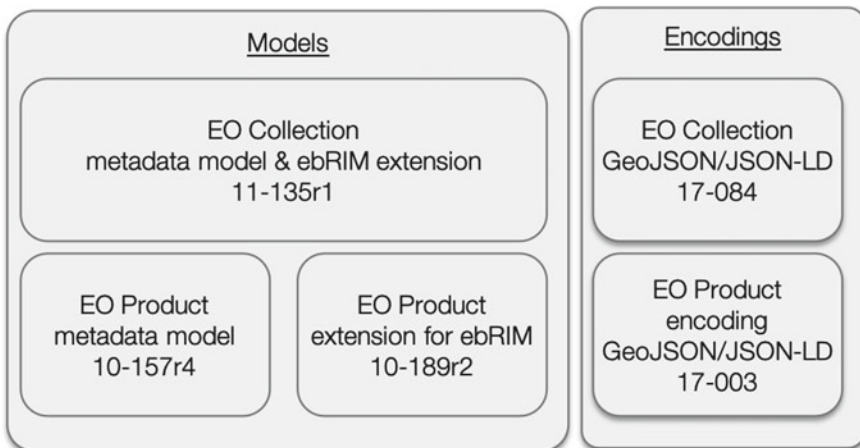 Models
EO Collection
metadata model & ebRIM extension
11-135r1
EO Product
metadata model
10-157r4
EO Product
extension for ebRIM
10-189r2
Encodings
EO Collection
GeoJSON/JSON-LD
17-084
EO Product
encoding
GeoJSON/JSON-LD
17-003